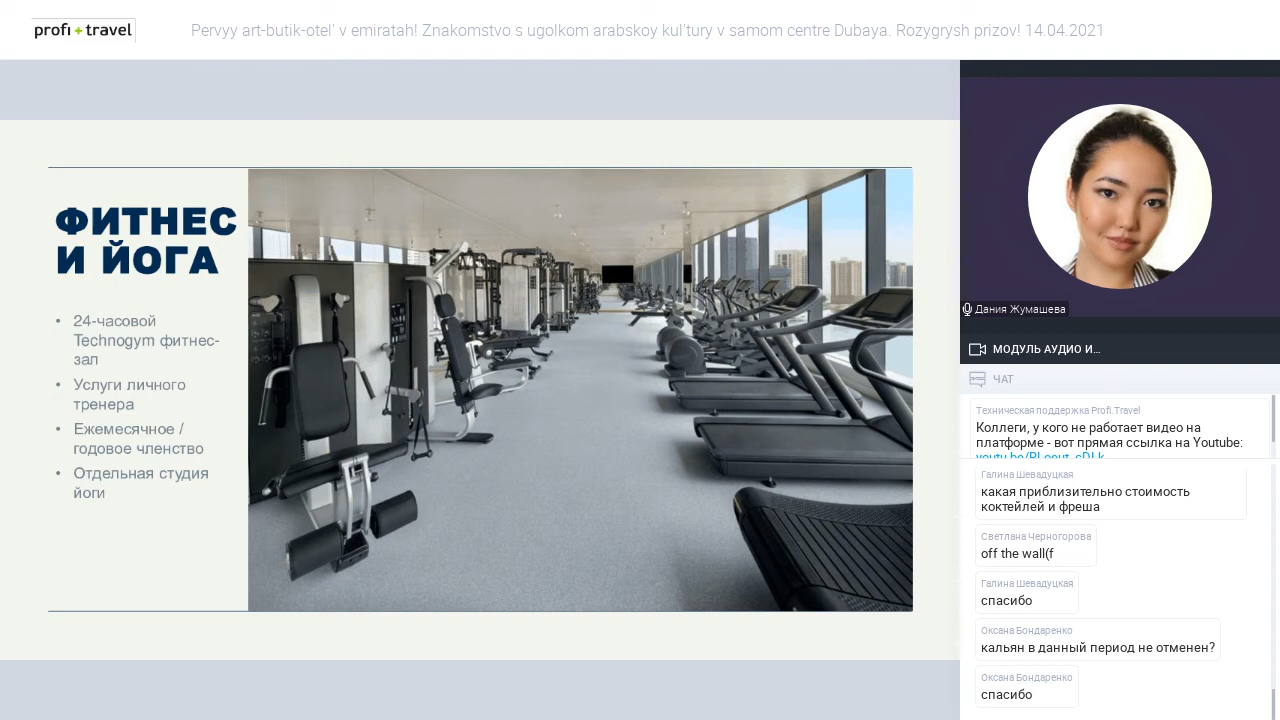 profi + travel
Pervyy art-butik-otel' v emiratah! Znakomstvo s ugolkom arabskoy kul'tury v samom centre Dubaya. Rozygrysh prizov! 14.04.2021
ФИТНЕС
И ЙОГА
• 24-часовой
Technogym фитнес-
зал
• Услуги личного
тренера
• Ежемесячное /
годовое членство
• Отдельная студия
йоги
Дания Жумашева
МОДУЛЬ АУДИО И...
ЧАТ
Техническая поддержка Profi.Travel
Коллеги, у кого не работает видео на
платформе - вот прямая ссылка на Youtube:
Галина Шевадуцкая
какая приблизительно стоимость
коктейлей и фреша
Светлана Черногорова
off the wall(f
Галина Шевадуцкая
спасибо
Оксана Бондаренко
кальян в данный период не отменен?
Оксана Бондаренко
спасибо